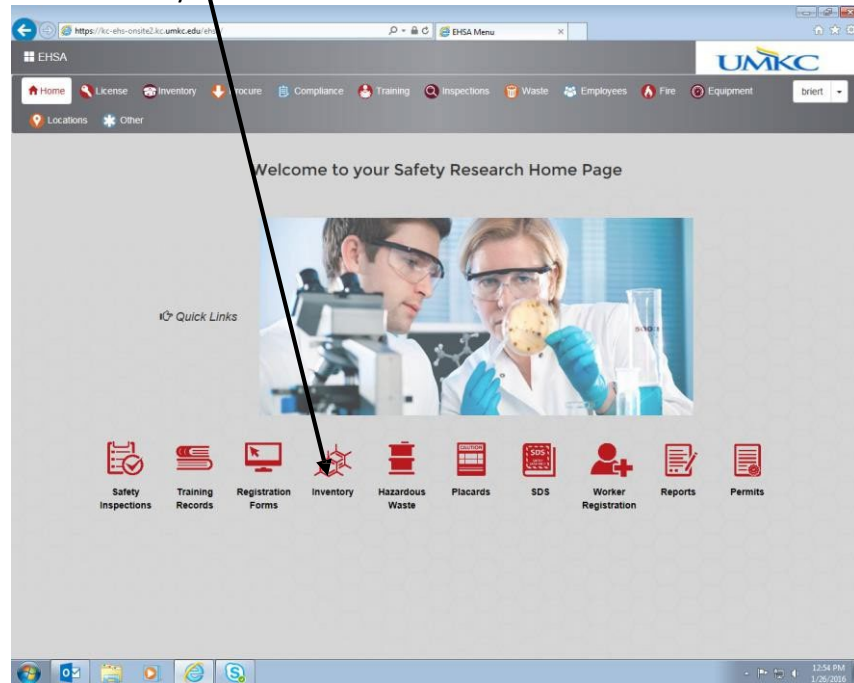 https://kc-ehs-onsite2.kc.umkc.edu/ehs
EHSA Menu
EHSA
UMKC
Home License Inventory Procure Compliance Training Inspections Waste Employees Fire Equipment briert
Locations Other
Welcome to your Safety Research Home Page
Quick Links
Safety Inspections
Training Records
Registration Forms
Inventory
Hazardous Waste
Placards
SDS
Worker Registration
Reports
Permits
12:54 PM
1/26/2016